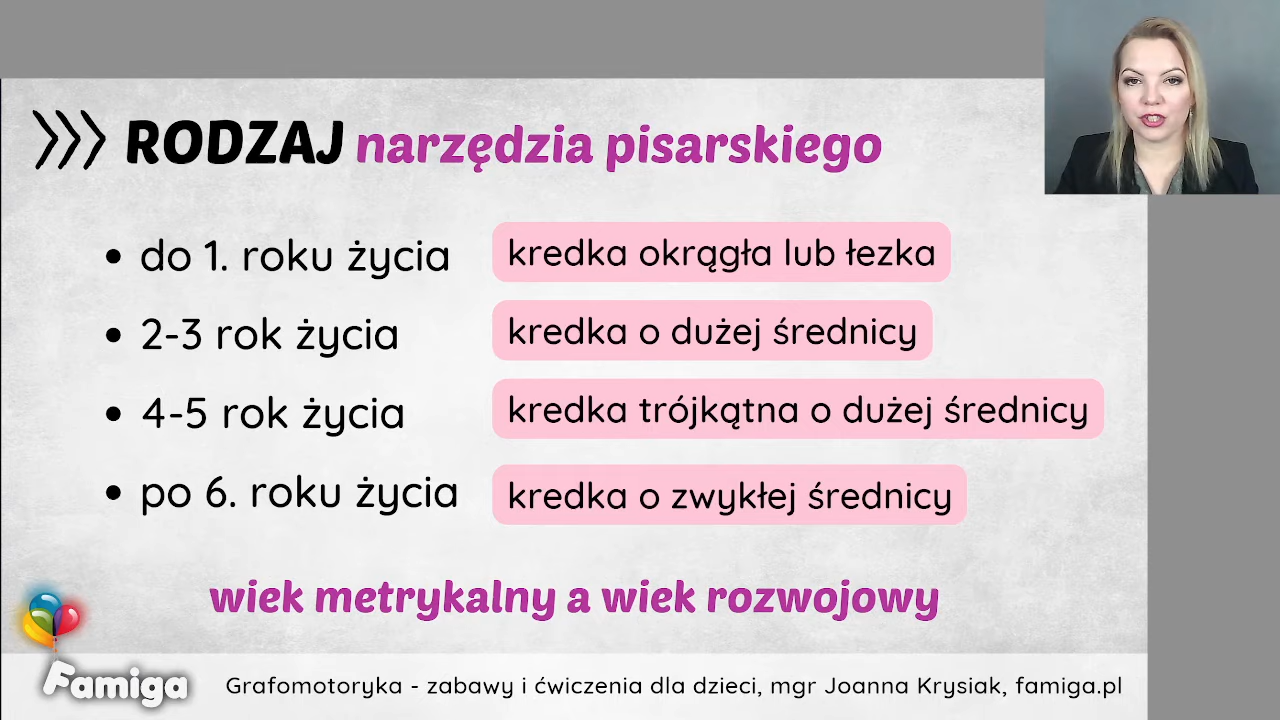 RODZAJ narzędzia pisarskiego
do 1. roku życia
kredka okrągła lub łezka
2-3 rok życia
kredka o dużej średnicy
4-5 rok życia
kredka trójkątna o dużej średnicy
po 6. roku życia
kredka o zwykłej średnicy
wiek metrykalny a wiek rozwojowy
Famiga
Grafomotoryka - zabawy i ćwiczenia dla dzieci, mgr Joanna Krysiak, famiga.pl